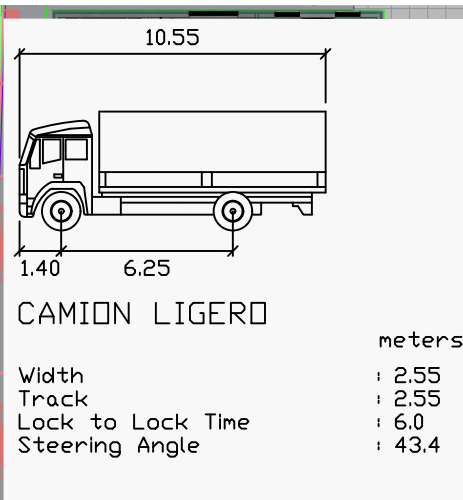 10.55
1.40 6.25
CAMION LIGERO
meters
Width : 2.55
Track : 2.55
Lock to Lock Time : 6.0
Steering Angle : 43.4